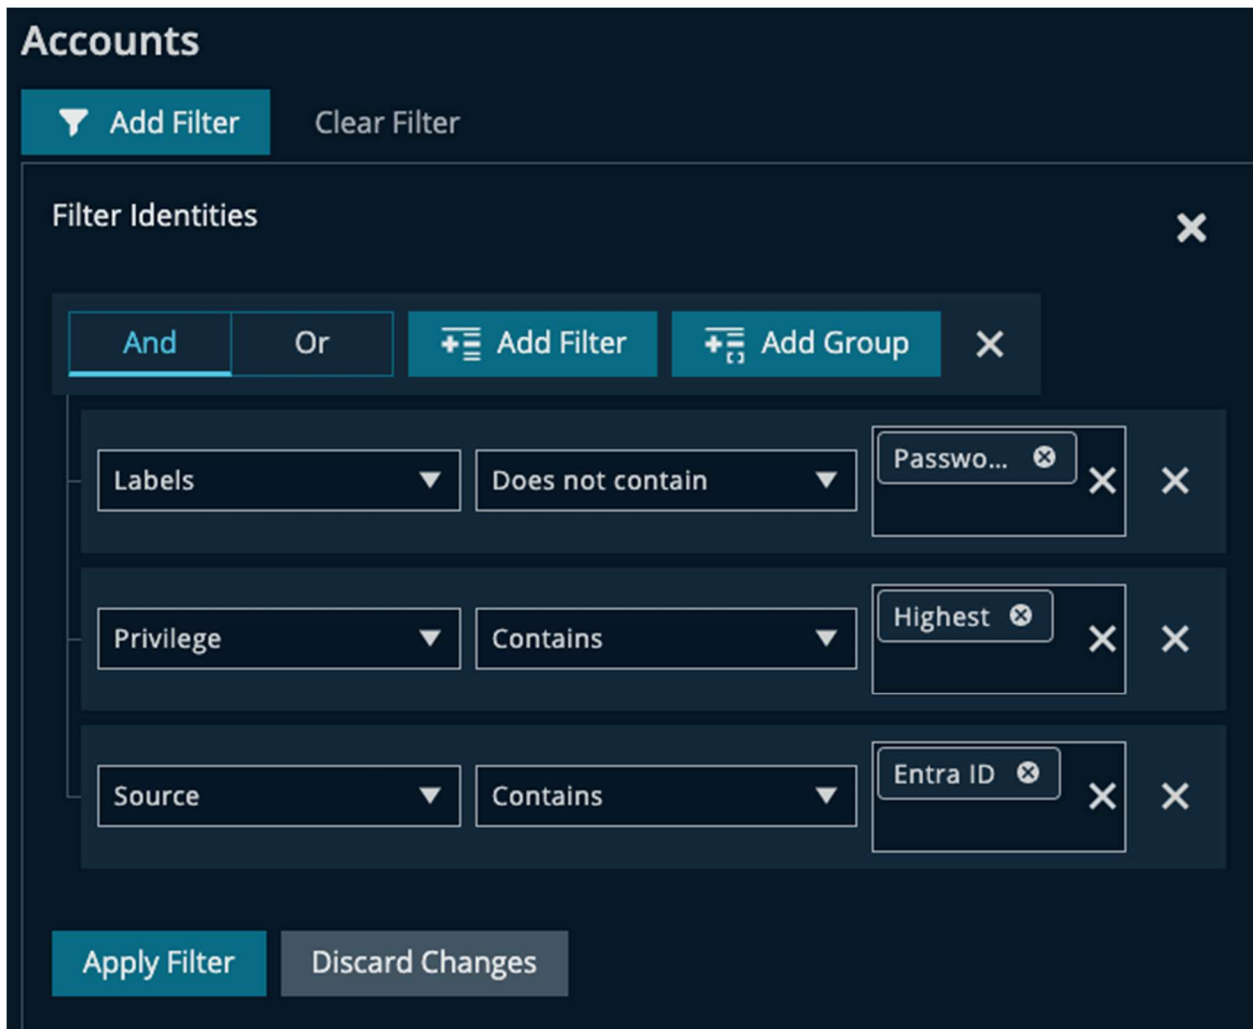 Accounts
Add Filter Clear Filter
Filter Identities
And Or Add Filter Add Group
Labels Does not contain Passwo...
Privilege Contains Highest
Source Contains Entra ID
Apply Filter Discard Changes